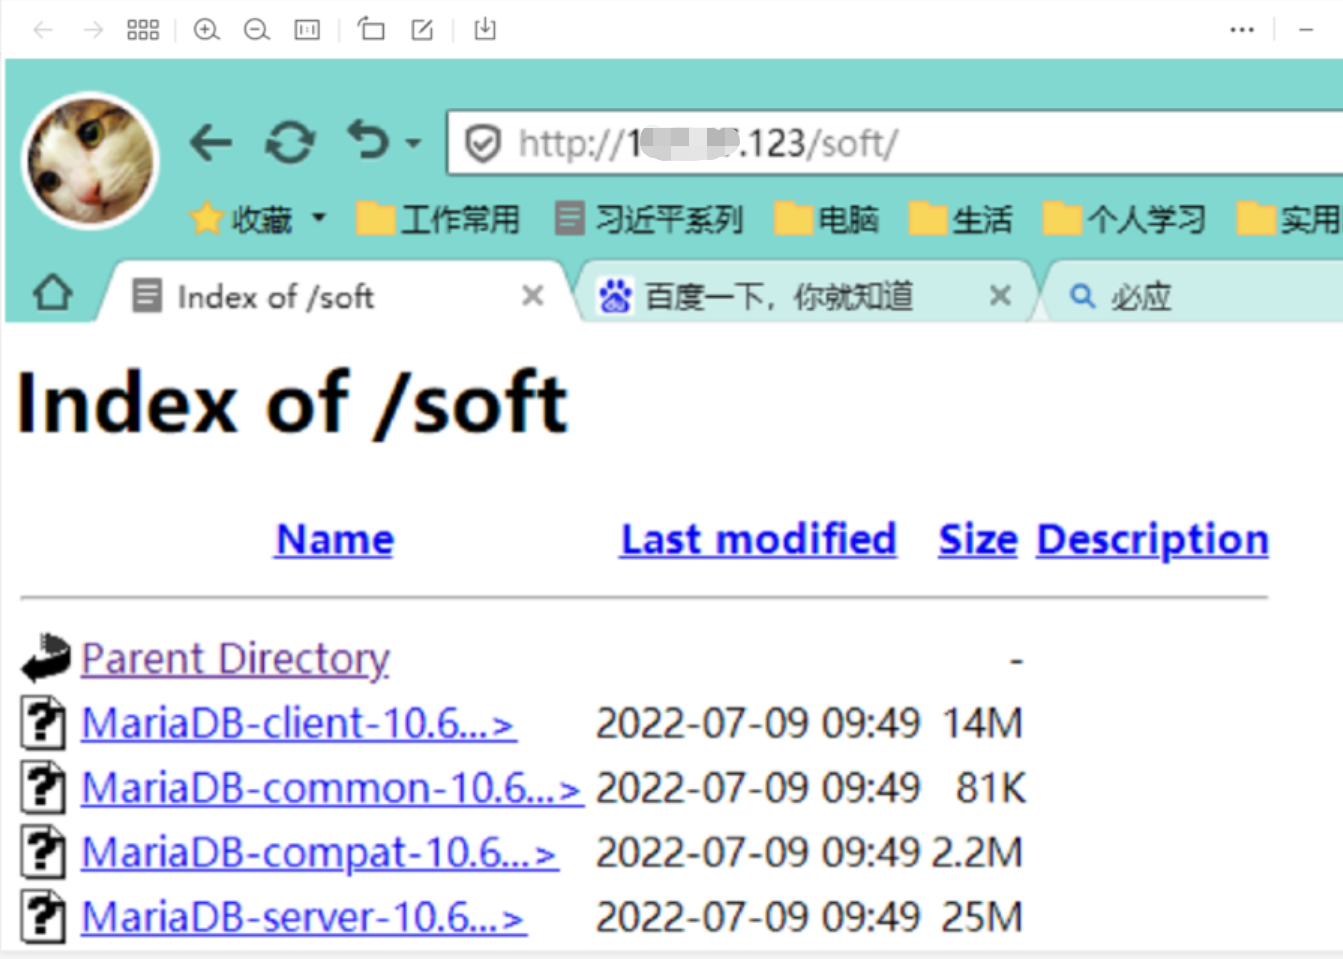 http://1 .123/soft/
收藏 工作常用 习近平系列 电脑 生活 个人学习 实用
Index of /soft 百度一下，你就知道 必应
Index of /soft
Name Last modified Size Description
Parent Directory -
MariaDB-client-10.6...> 2022-07-09 09:49 14M
MariaDB-common-10.6...> 2022-07-09 09:49 81K
MariaDB-compat-10.6...> 2022-07-09 09:49 2.2M
MariaDB-server-10.6...> 2022-07-09 09:49 25M